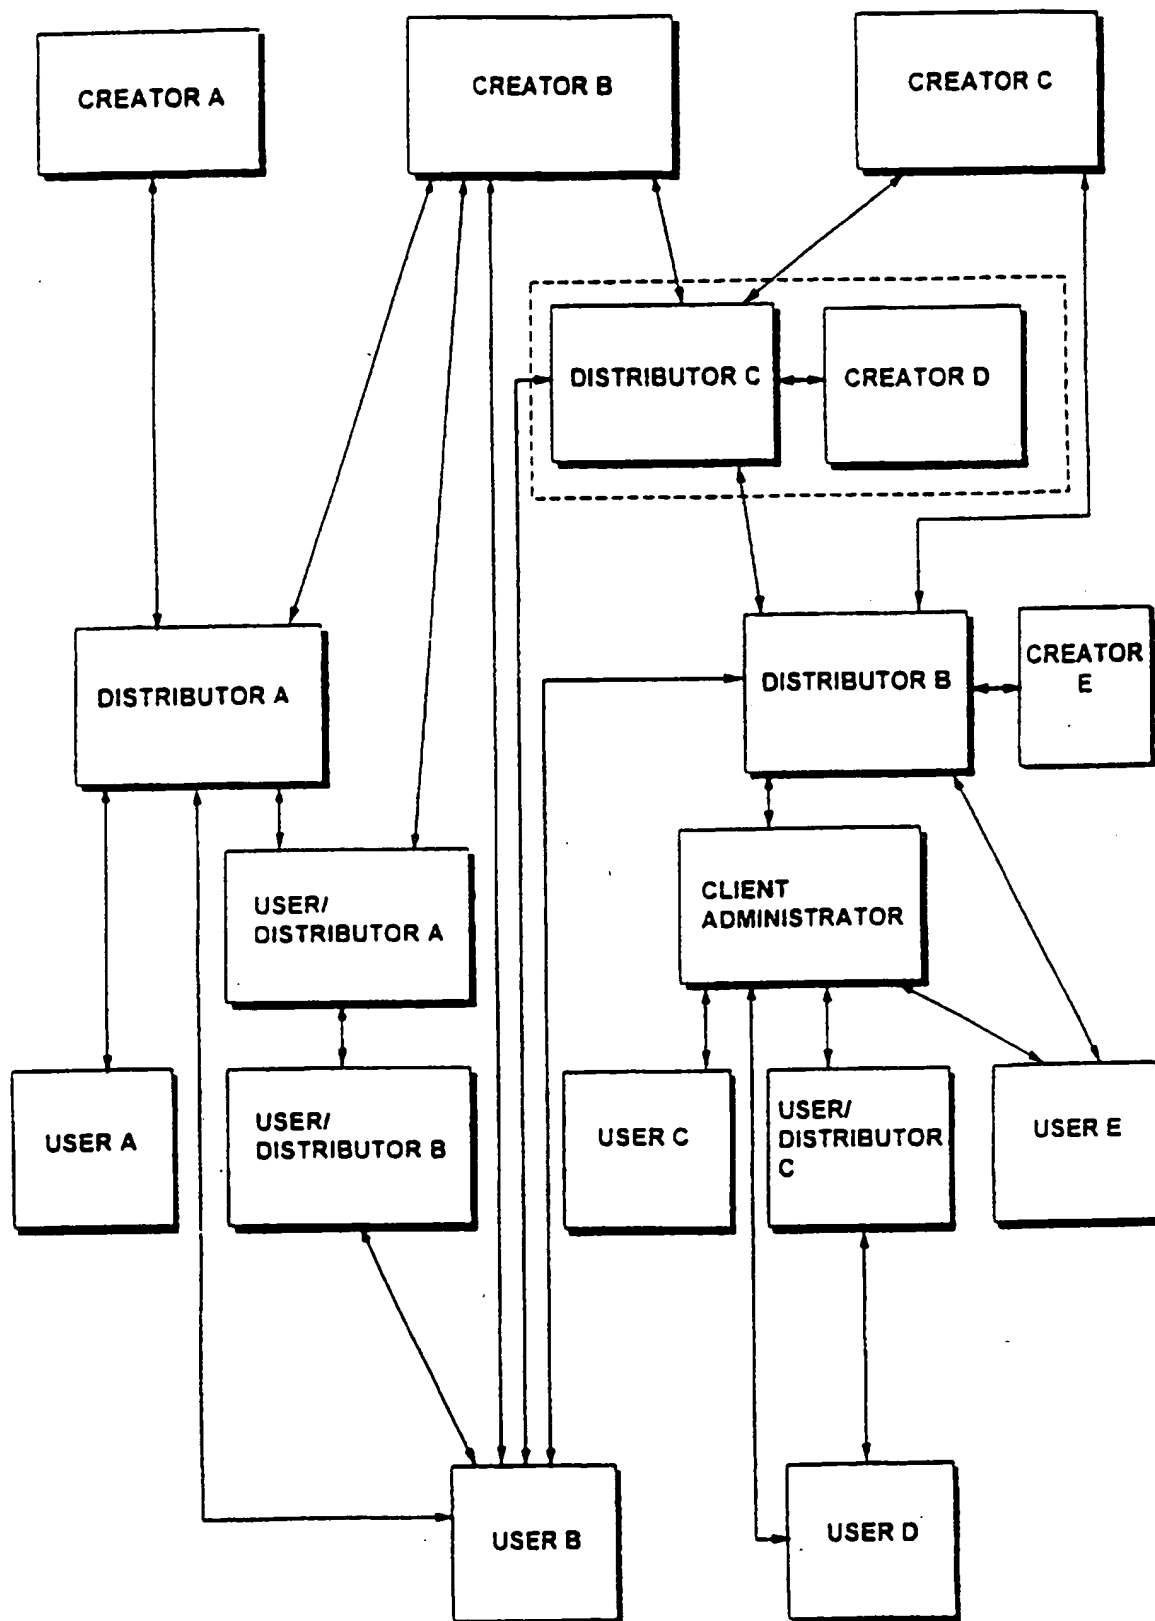 CREATOR A
CREATOR B
CREATOR C
DISTRIBUTOR C
CREATOR D
DISTRIBUTOR A
DISTRIBUTOR B
CREATOR
E
USER/
DISTRIBUTOR A
CLIENT
ADMINISTRATOR
USER A
USER/
DISTRIBUTOR B
USER C
USER/
DISTRIBUTOR
C
USER E
USER B
USER D